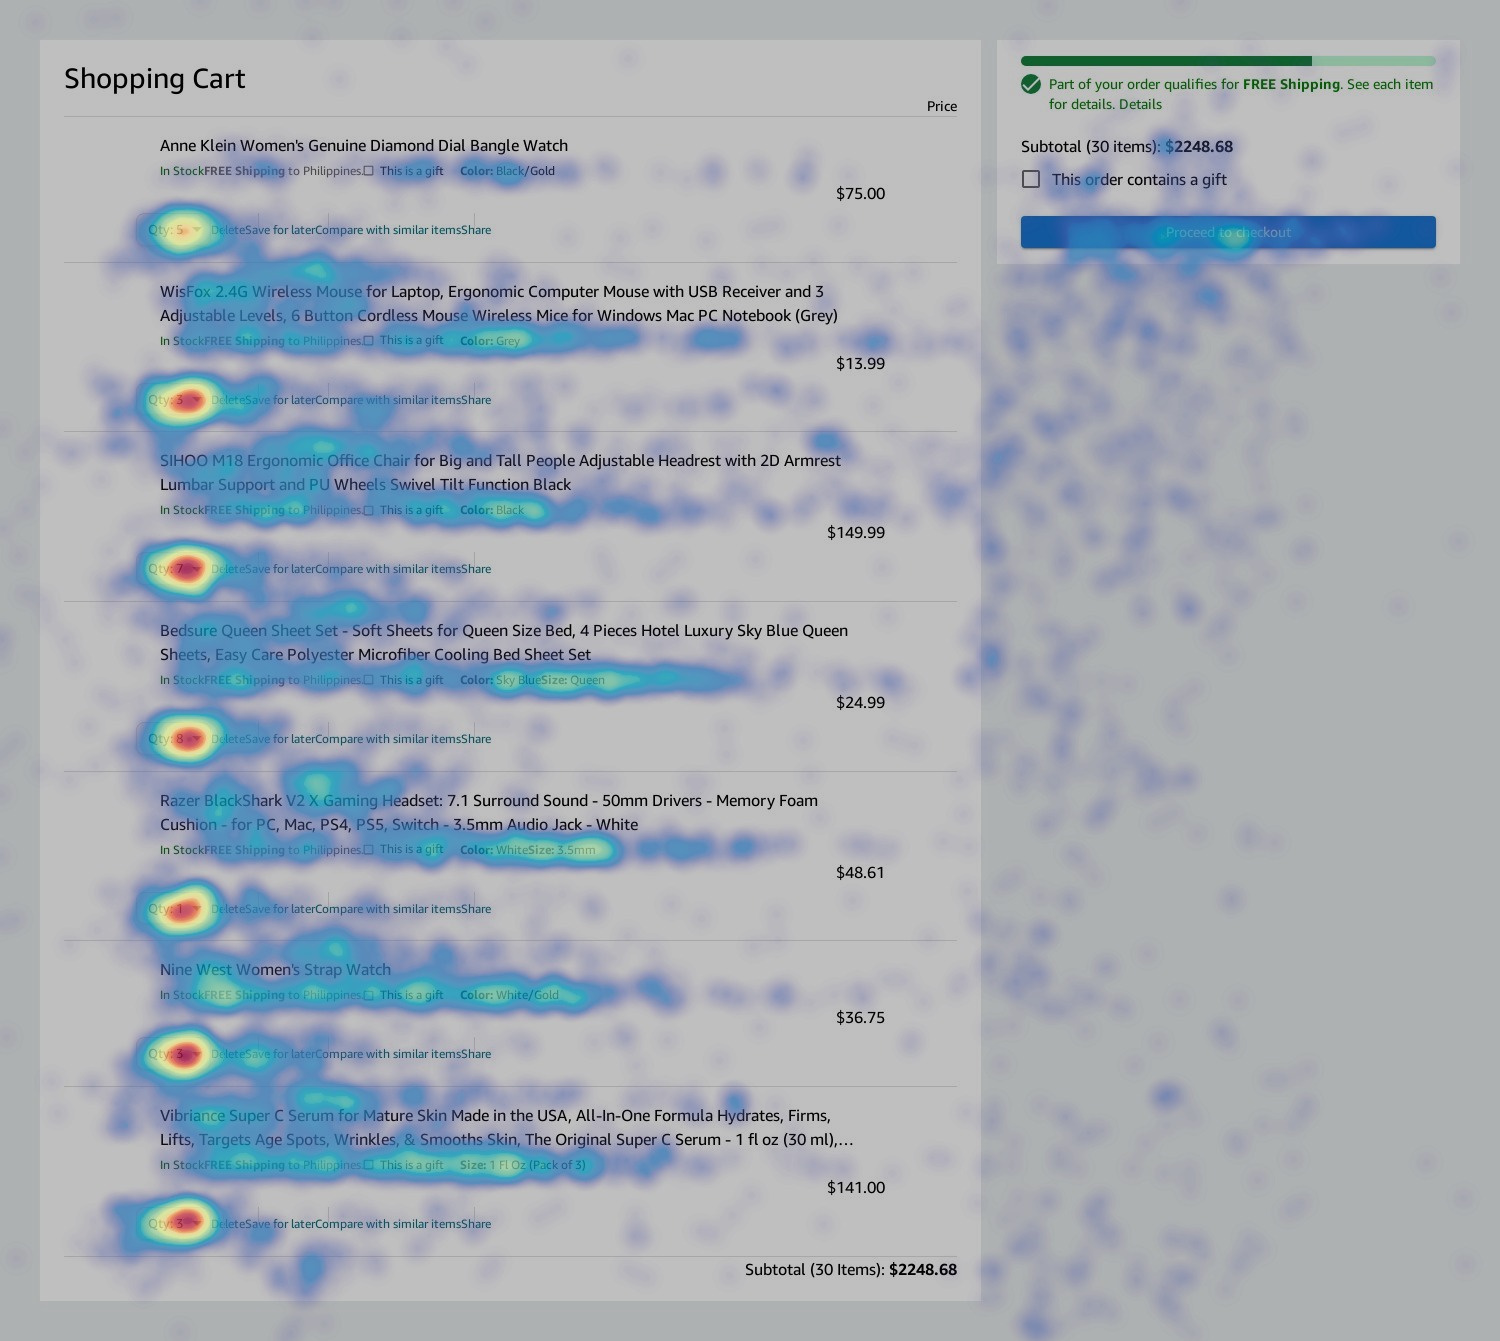 Shopping Cart
Price
Anne Klein Women's Genuine Diamond Dial Bangle Watch
In StockFREE Shipping to Philippines. This is a gift Color: Black/Gold
$75.00
Qty: 5 DeleteSave for laterCompare with similar itemsShare
WisFox 2.4G Wireless Mouse for Laptop, Ergonomic Computer Mouse with USB Receiver and 3
Adjustable Levels, 6 Button Cordless Mouse Wireless Mice for Windows Mac PC Notebook (Grey)
In StockFREE Shipping to Philippines. This is a gift Color: Grey
$13.99
Qty: 3 DeleteSave for laterCompare with similar itemsShare
SIHOO M18 Ergonomic Office Chair for Big and Tall People Adjustable Headrest with 2D Armrest
Lumbar Support and PU Wheels Swivel Tilt Function Black
In StockFREE Shipping to Philippines. This is a gift Color: Black
$149.99
Qty: 7 DeleteSave for laterCompare with similar itemsShare
Bedsure Queen Sheet Set - Soft Sheets for Queen Size Bed, 4 Pieces Hotel Luxury Sky Blue Queen
Sheets, Easy Care Polyester Microfiber Cooling Bed Sheet Set
In StockFREE Shipping to Philippines. This is a gift Color: Sky BlueSize: Queen
$24.99
Qty: 8 DeleteSave for laterCompare with similar itemsShare
Razer BlackShark V2 X Gaming Headset: 7.1 Surround Sound - 50mm Drivers - Memory Foam
Cushion - for PC, Mac, PS4, PS5, Switch - 3.5mm Audio Jack - White
In StockFREE Shipping to Philippines. This is a gift Color: WhiteSize: 3.5mm
$48.61
Qty: 1 DeleteSave for laterCompare with similar itemsShare
Nine West Women's Strap Watch
In StockFREE Shipping to Philippines. This is a gift Color: White/Gold
$36.75
Qty: 3 DeleteSave for laterCompare with similar itemsShare
Vibriance Super C Serum for Mature Skin Made in the USA, All-In-One Formula Hydrates, Firms,
Lifts, Targets Age Spots, Wrinkles, & Smooths Skin, The Original Super C Serum - 1 fl oz (30 ml),…
In StockFREE Shipping to Philippines. This is a gift Size: 1 Fl Oz (Pack of 3)
$141.00
Qty: 3 DeleteSave for laterCompare with similar itemsShare
Subtotal (30 Items): $2248.68
Part of your order qualifies for FREE Shipping. See each item
for details. Details
Subtotal (30 items): $2248.68
This order contains a gift
Proceed to checkout